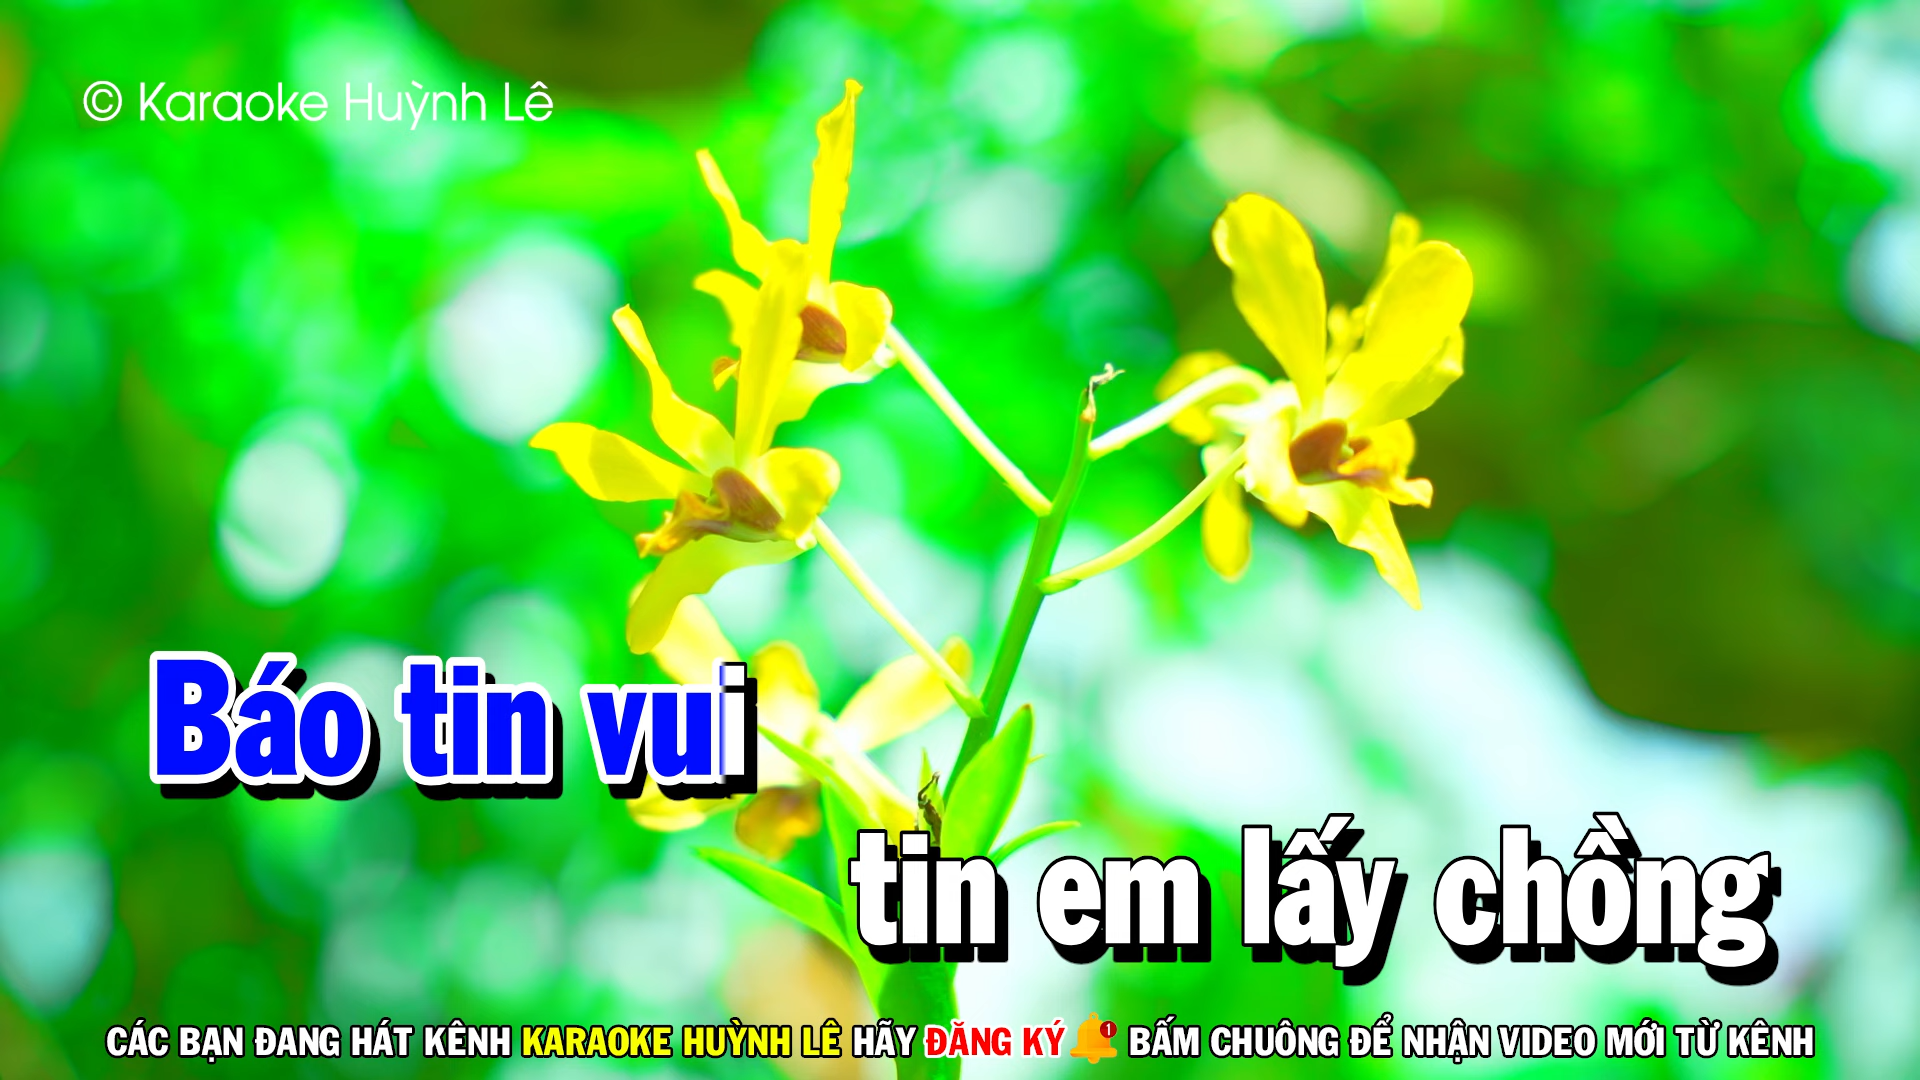 © Karaoke Huỳnh Lê
Báo tin vui
tin em lấy chồng
CÁC BẠN ĐANG HÁT KÊNH KARAOKE HUỲNH LÊ HÃY ĐĂNG KÝ 1 BẤM CHUÔNG ĐỂ NHẬN VIDEO MỚI TỪ KÊNH